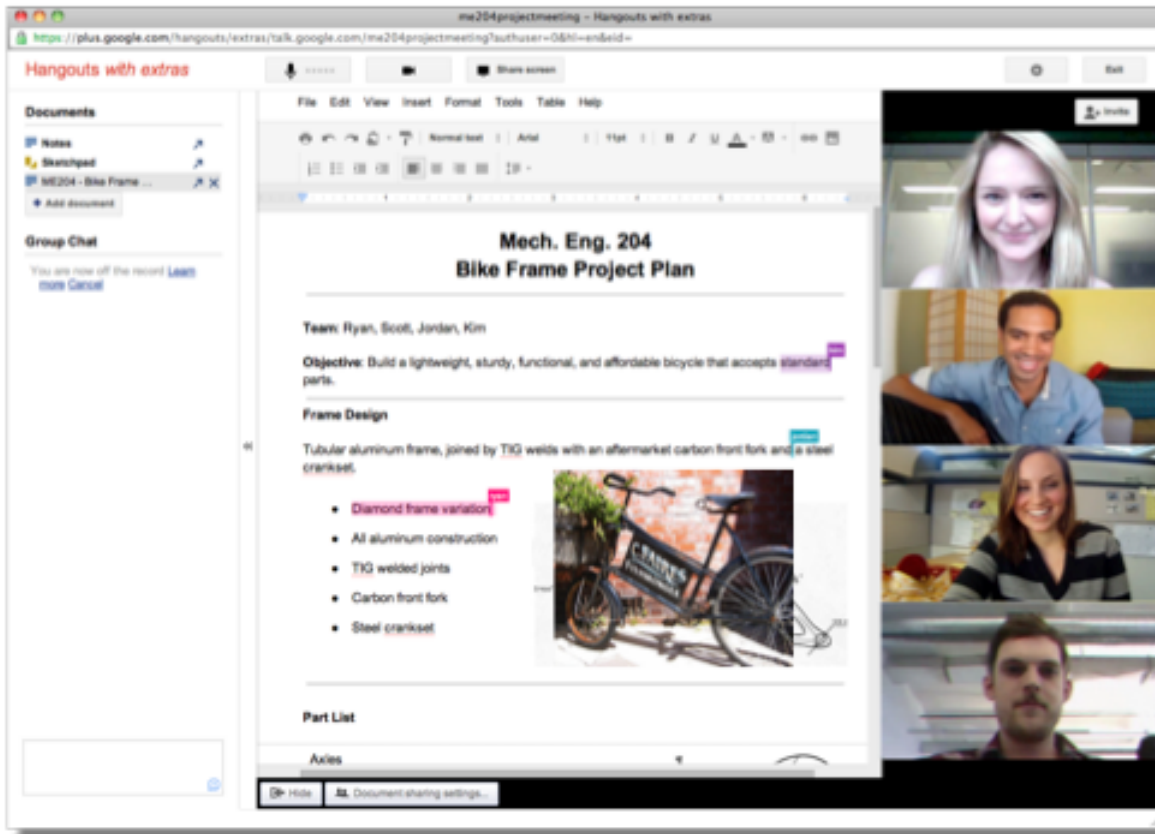 me204projectmeeting – Hangouts with extras
https://plus.google.com/hangouts/extras/talk.google.com/me204projectmeeting?authuser=0&hl=en&eid=
Hangouts with extras
Share screen
Exit
Documents
Notes
Sketchpad
ME204 - Bike Frame ...
+ Add document
Group Chat
You are now off the record Learn
more Cancel
File Edit View Insert Format Tools Table Help
Normal text Arial 11pt B I U A
1 2 3 4 5 6
Invite
Mech. Eng. 204
Bike Frame Project Plan
Team: Ryan, Scott, Jordan, Kim
Objective: Build a lightweight, sturdy, functional, and affordable bicycle that accepts standard
parts.
Frame Design
Tubular aluminum frame, joined by TIG welds with an aftermarket carbon front fork and a steel
crankset.
● Diamond frame variation
● All aluminum construction
● TIG welded joints
● Carbon front fork
● Steel crankset
Part List
Axles
Hide
Document sharing settings...